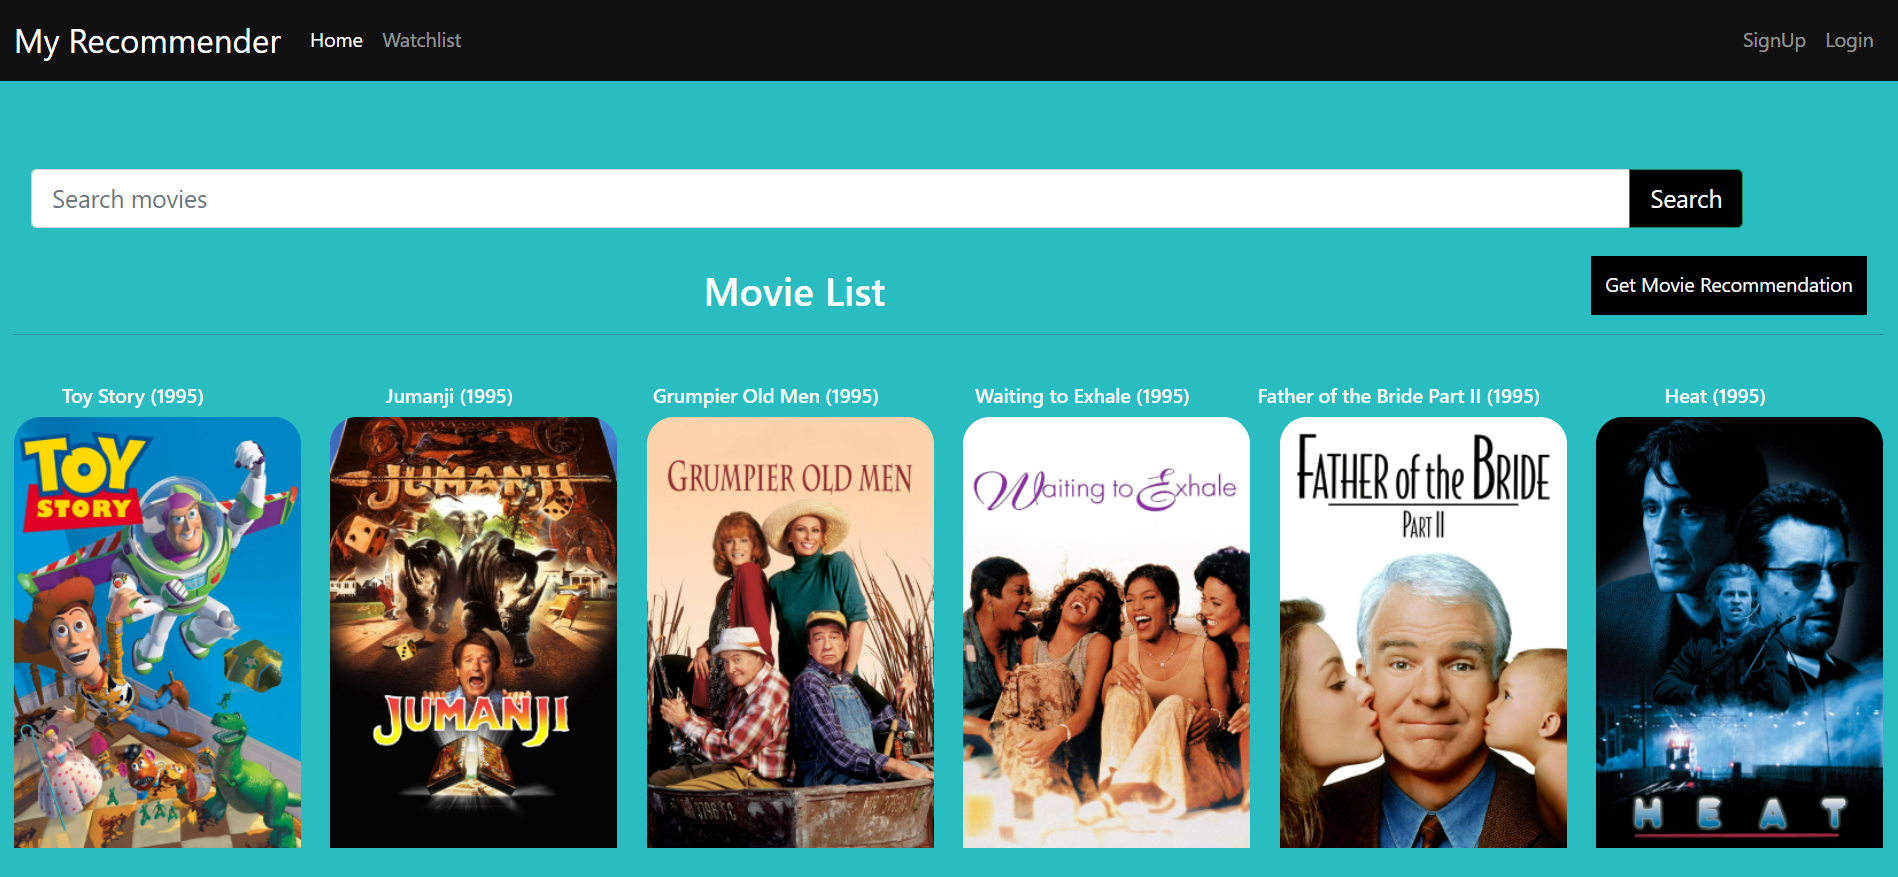 My Recommender Home Watchlist SignUp Login
Search movies Search
Movie List Get Movie Recommendation
Toy Story (1995) Jumanji (1995) Grumpier Old Men (1995) Waiting to Exhale (1995) Father of the Bride Part II (1995) Heat (1995)
TOY
STORY
JUMANJI
JUMANJI
GRUMPIER OLD MEN
Waiting to Exhale
FATHER of the BRIDE
PART II
HEAT